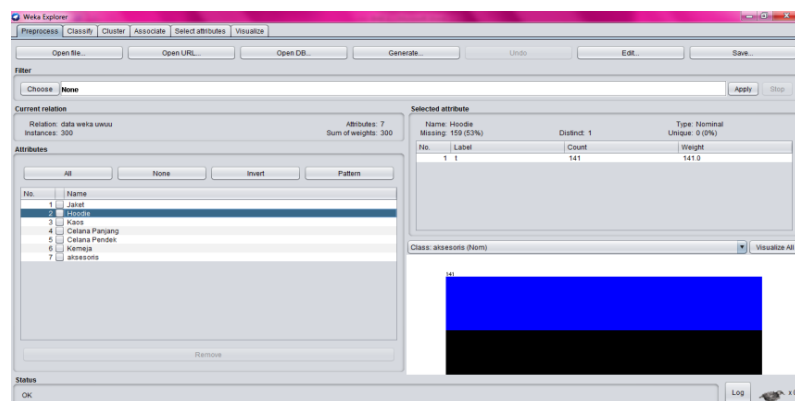 Weka Explorer
Preprocess Classify Cluster Associate Select attributes Visualize
Open file... Open URL... Open DB... Generate... Undo Edit... Save...
Filter
Choose None Apply Stop
Current relation
Relation: data weka uwuu Attributes: 7
Instances: 300 Sum of weights: 300
Selected attribute
Name: Hoodie Type: Nominal
Missing: 159 (53%) Distinct: 1 Unique: 0 (0%)
No. Label Count Weight
1 t 141 141.0
Attributes
All None Invert Pattern
No. Name
1 Jaket
2 Hoodie
3 Kaos
4 Celana Panjang
5 Celana Pendek
6 Kemeja
7 aksesoris
Remove
Class: aksesoris (Nom) Visualize All
141
Status
OK
Log x